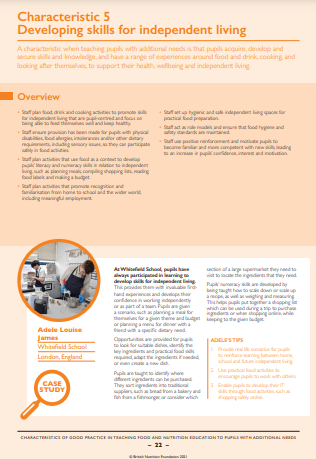 Characteristic 5
Developing skills for independent living
A characteristic when teaching pupils with additional needs is that pupils acquire, develop and
secure skills and knowledge, and have a range of experiences around food and drink, cooking, and
looking after themselves, to support their health, wellbeing and independent living.
Overview
• Staff plan food, drink and cooking activities to promote skills
for independent living that are pupil-centred and focus on
being able to feed themselves well and keep healthy.
• Staff ensure provision has been made for pupils with physical
disabilities, food allergies, intolerances and/or other dietary
requirements, including sensory issues, so they can participate
safely in food activities.
• Staff plan activities that use food as a context to develop
pupils' literacy and numeracy skills in relation to independent
living, such as planning meals, compiling shopping lists, reading
food labels and making a budget.
• Staff plan activities that promote recognition and
familiarisation from home to school and the wider world,
including meaningful employment.
• Staff set up hygienic and safe independent living spaces for
practical food preparation.
• Staff act as role models and ensure that food hygiene and
safety standards are maintained.
• Staff use positive reinforcement and motivate pupils to
become familiar and more competent with new skills leading
to an increase in pupils' confidence, interest and motivation.
Adele Louise
James
Whitefield School
London, England
CASE
STUDY
At Whitefield School, pupils have
always participated in learning to
develop skills for independent living.
This provides them with invaluable first-
hand experiences and develops their
confidence in working independently
or as part of a team. Pupils are given
a scenario, such as planning a meal for
themselves for a given theme and budget
or planning a menu for dinner with a
friend with a specific dietary need.
Opportunities are provided for pupils
to look for suitable dishes, identify the
key ingredients and practical food skills
required, adapt the ingredients if needed,
or even create a new dish.
Pupils are taught to identify where
different ingredients can be purchased.
They sort ingredients into traditional
suppliers, such as bread from a bakery and
fish from a fishmonger or consider which
section of a large supermarket they need to
visit to locate the ingredients that they need.
Pupils' numeracy skills are developed by
being taught how to scale down or scale up
a recipe, as well as weighing and measuring.
This helps pupils put together a shopping list
which can be used during a trip to purchase
ingredients or when shopping online, while
keeping to the given budget.
ADELE'S TIPS
1. Provide real life scenarios for pupils
to reinforce learning between home,
school and future independent living.
2. Use practical food activities to
encourage pupils to work with others.
3. Enable pupils to develop their IT
skills through food activities, such as
shopping safely online.
CHARACTERISTICS OF GOOD PRACTICE IN TEACHING FOOD AND NUTRITION EDUCATION TO PUPILS WITH ADDITIONAL NEEDS
– 22 –
© British Nutrition Foundation 2021